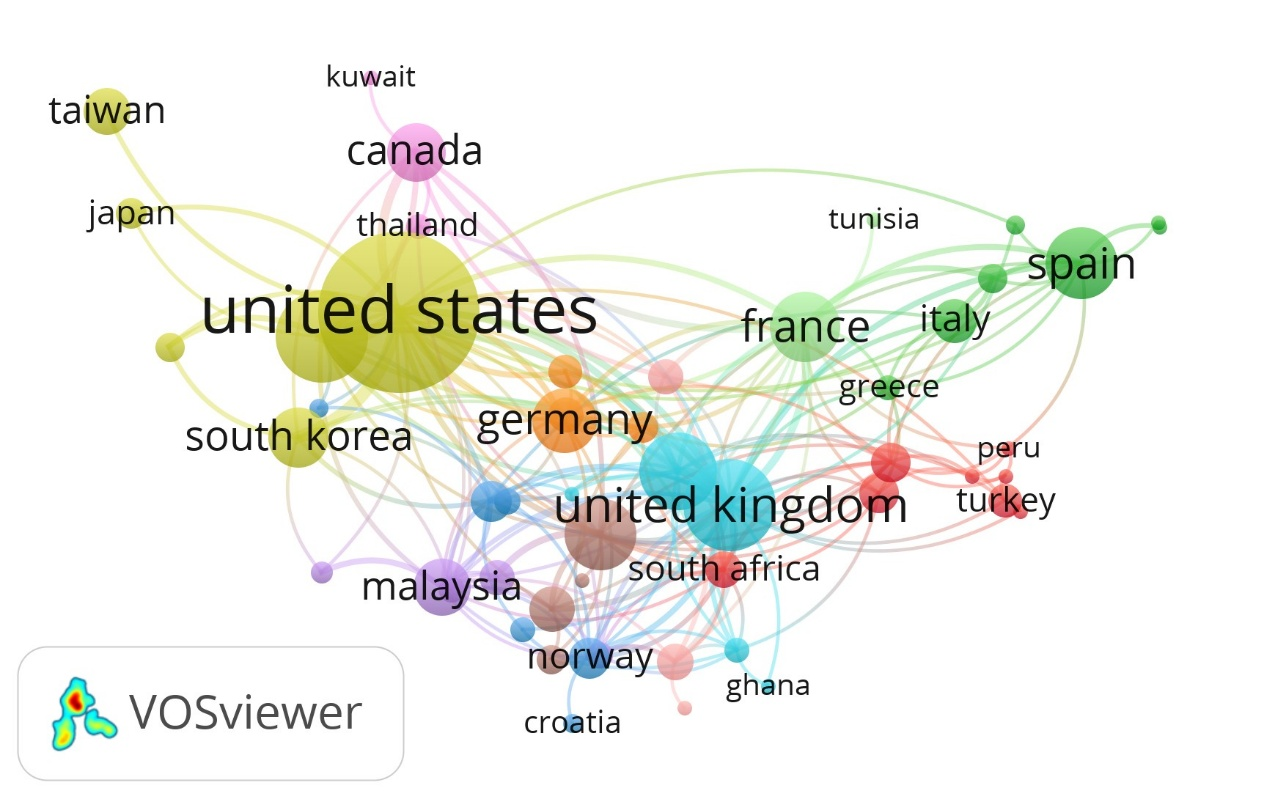 kuwait
taiwan
canada
japan
thailand
tunisia
spain
united states
france
italy
greece
germany
south korea
peru
united kingdom
turkey
south africa
malaysia
norway
ghana
croatia
VOSviewer